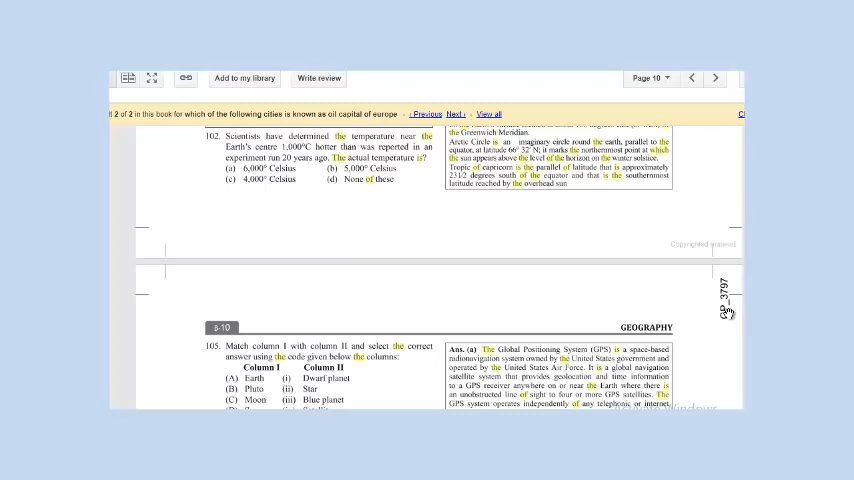 Add to my library
Write review
Page 10
2 of 2 in this book for which of the following cities is known as oil capital of europe - ‹ Previous Next › - View all
102. Scientists have determined the temperature near the
Earth's centre 1,000°C hotter than was reported in an
experiment run 20 years ago. The actual temperature is?
(a) 6,000° Celsius (b) 5,000° Celsius
(c) 4,000° Celsius (d) None of these
the Greenwich Meridian.
Arctic Circle is an imaginary circle round the earth, parallel to the
equator, at latitude 66° 32' N; it marks the northernmost point at which
the sun appears above the level of the horizon on the winter solstice.
Tropic of capricorn is the parallel of latitude that is approximately
231/2 degrees south of the equator and that is the southernmost
latitude reached by the overhead sun
Copyrighted material
GP_3797
GEOGRAPHY
105. Match column I with column II and select the correct
answer using the code given below the columns:
Column I Column II
(A) Earth (i) Dwarf planet
(B) Pluto (ii) Star
(C) Moon (iii) Blue planet
Ans. (a) The Global Positioning System (GPS) is a space-based
radionavigation system owned by the United States government and
operated by the United States Air Force. It is a global navigation
satellite system that provides geolocation and time information
to a GPS receiver anywhere on or near the Earth where there is
an unobstructed line of sight to four or more GPS satellites. The
GPS system operates independently of any telephonic or internet